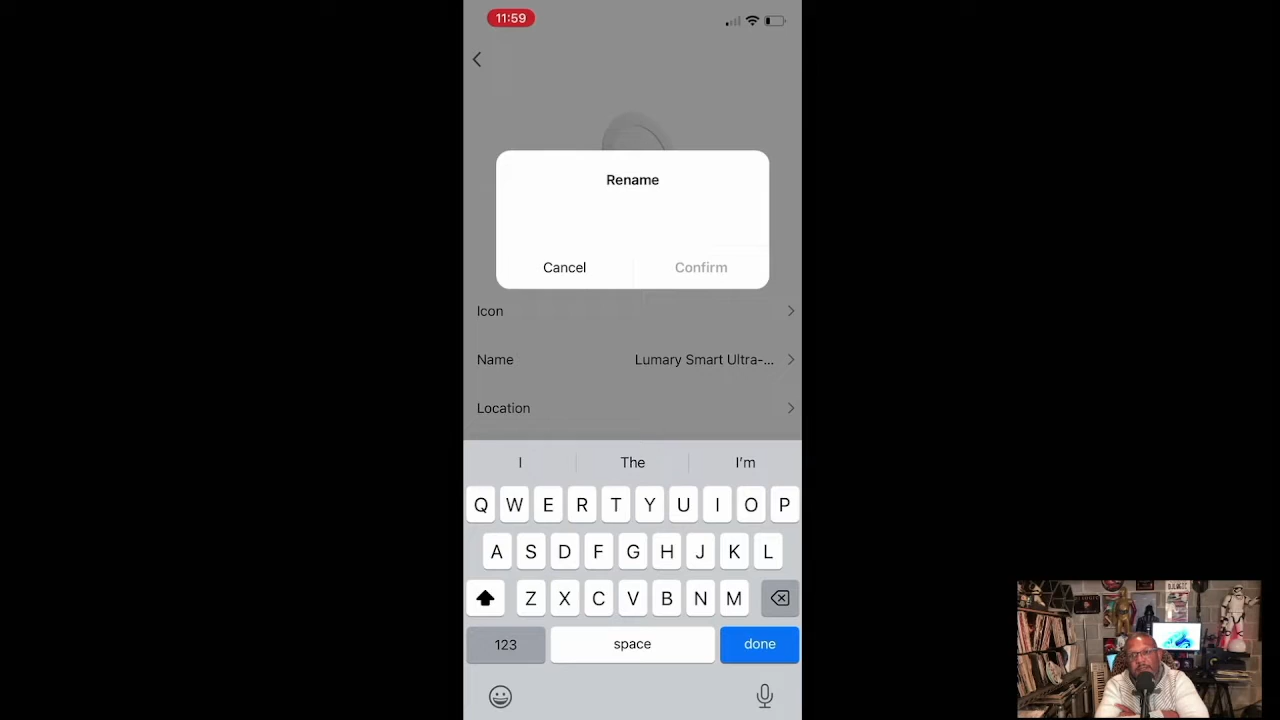 11:59
Rename
Cancel Confirm
Icon
Name Lumary Smart Ultra-...
Location
I The I'm
Q W E R T Y U I O P
A S D F G H J K L
Z X C V B N M
123 space done